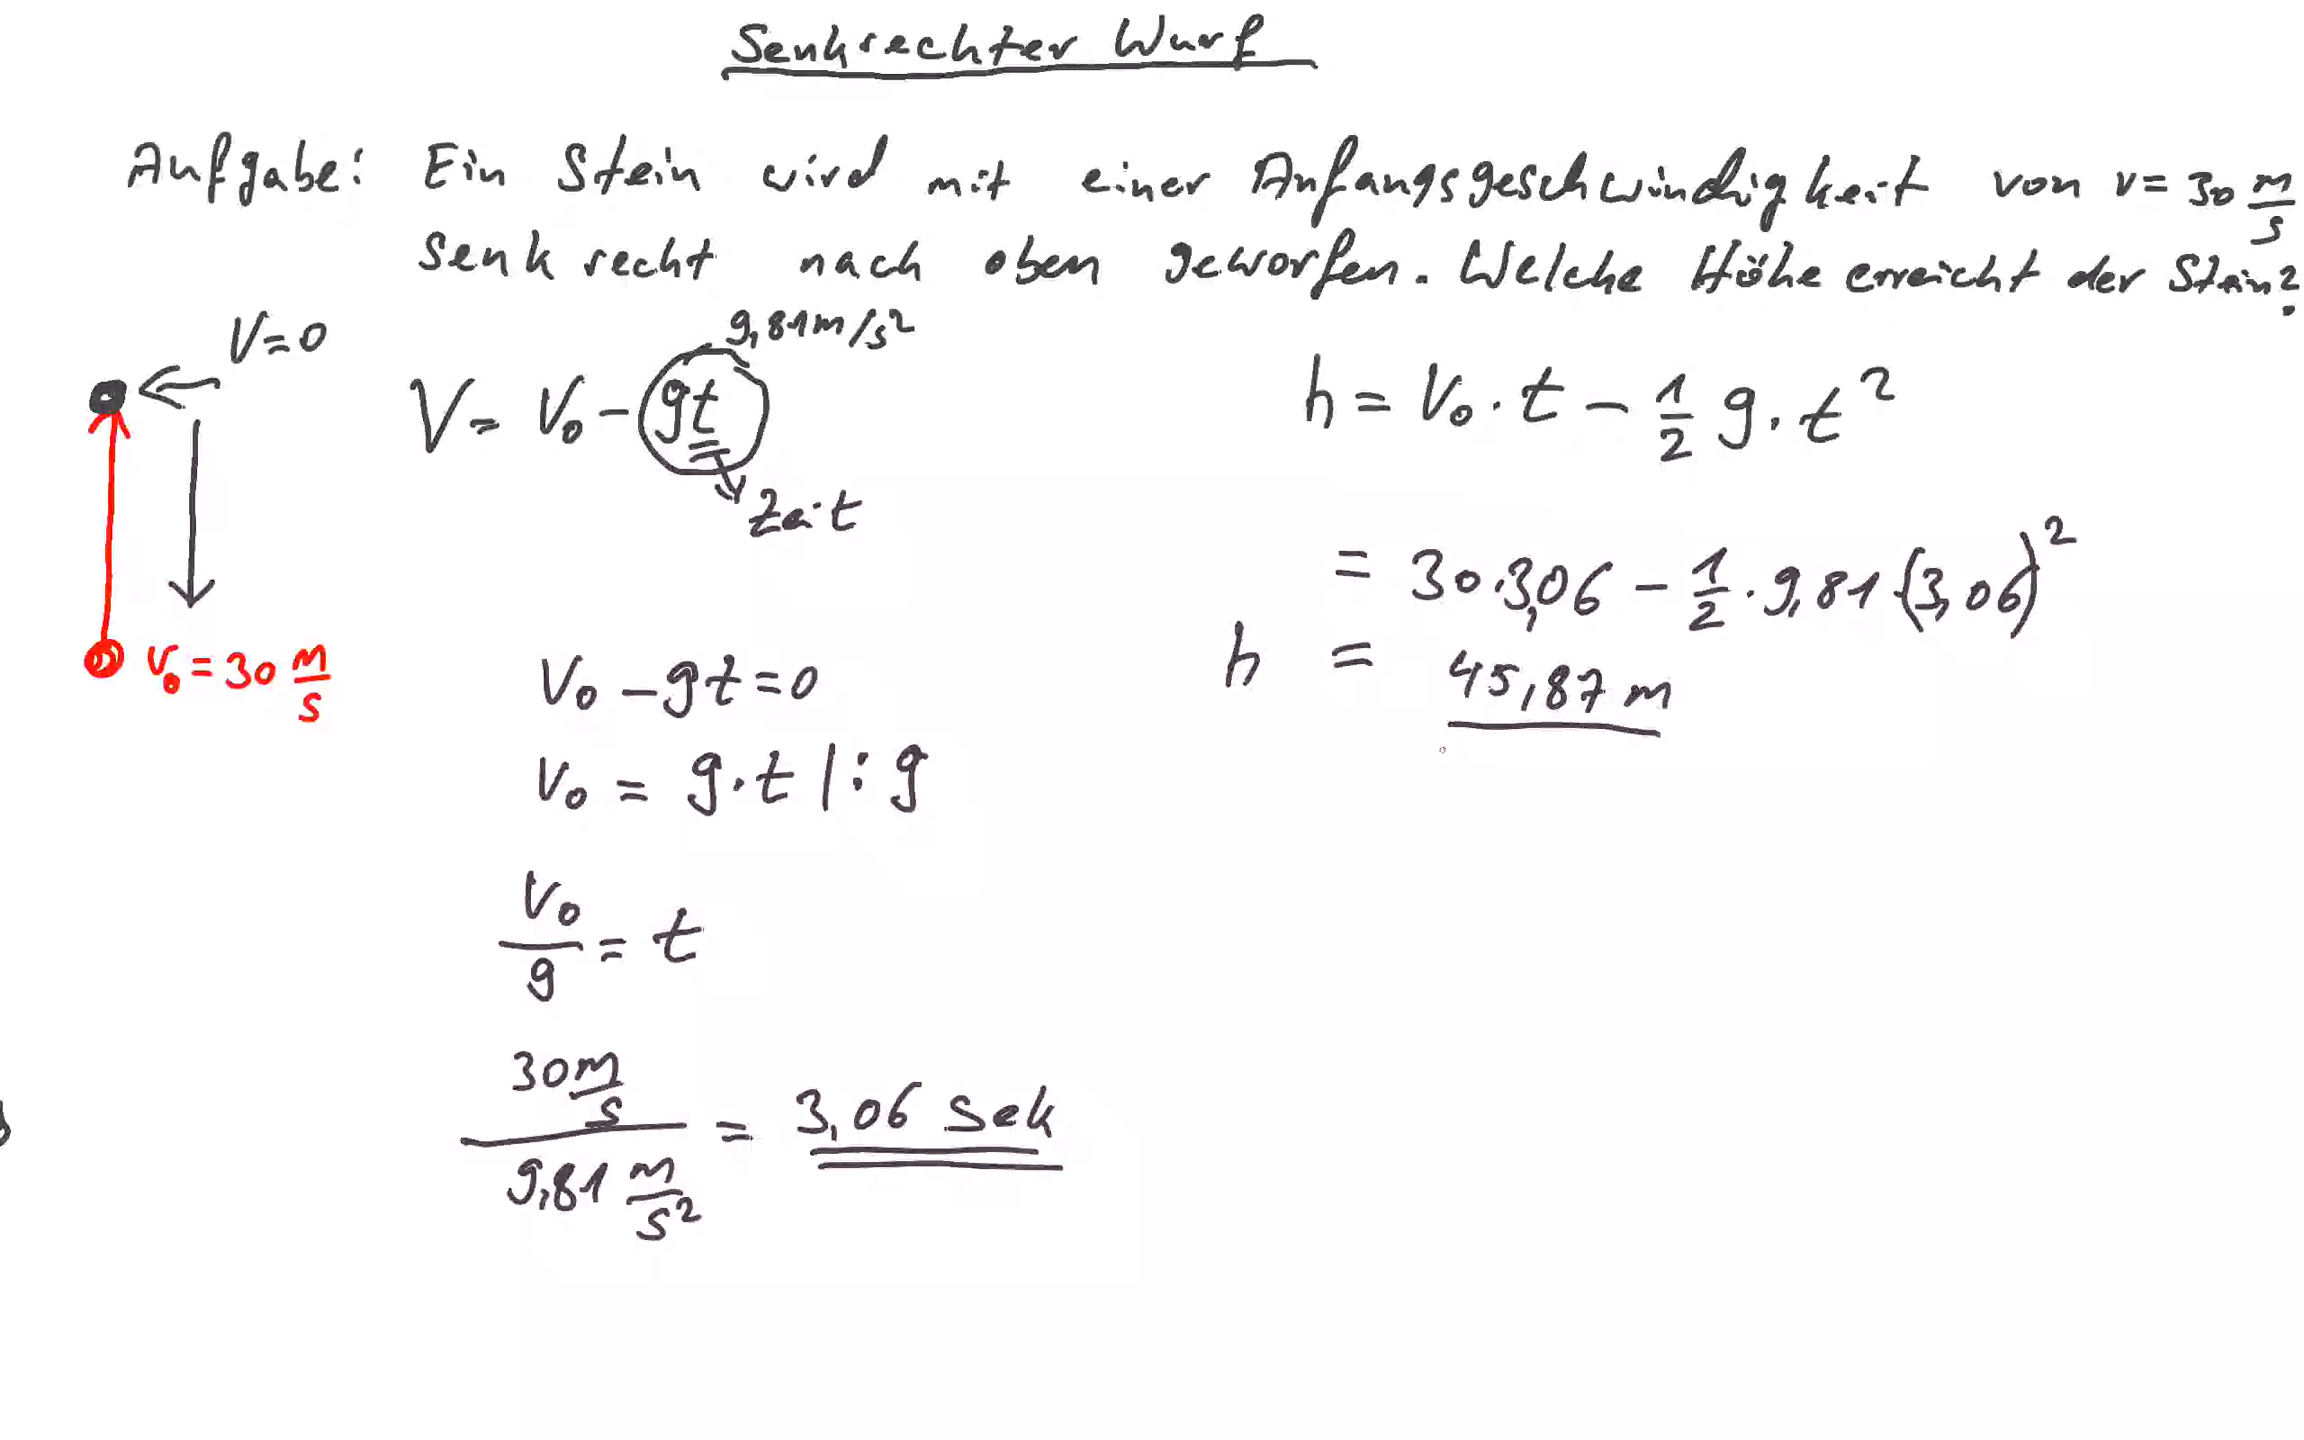 Senkrechter Wurf
Aufgabe: Ein Stein wird mit einer Anfangsgeschwindigkeit von v = 30 m/s
senkrecht nach oben geworfen. Welche Höhe erreicht der Stein?
V=0
9,81m/s²
V = V₀ - gt
Zeit
V₀ = 30 m/s
V₀ - gt = 0
V₀ = g·t |:g
V₀/g = t
30 m/s / 9,81 m/s² = 3,06 Sek
h = V₀·t - 1/2 g·t²
= 30·3,06 - 1/2·9,81·(3,06)²
h = 45,87 m